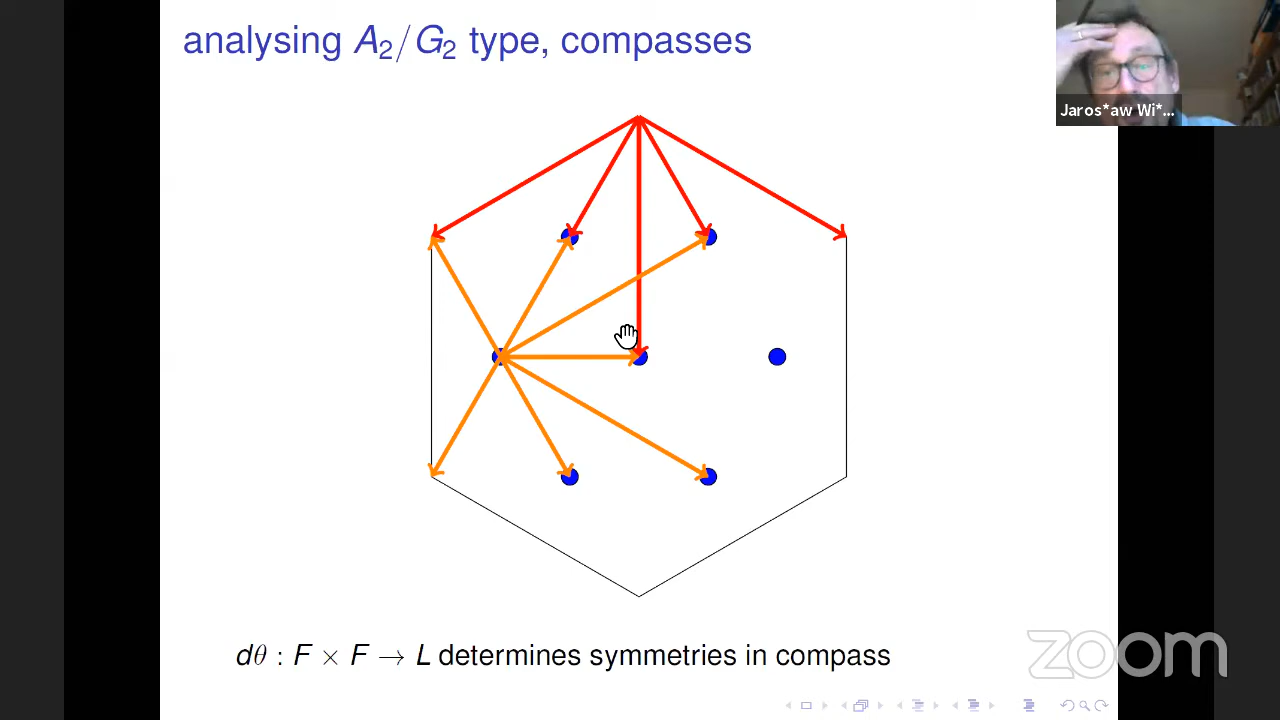 analysing A₂/G₂ type, compasses
Jaros*aw Wi*...
dθ : F × F → L determines symmetries in compass
zoom